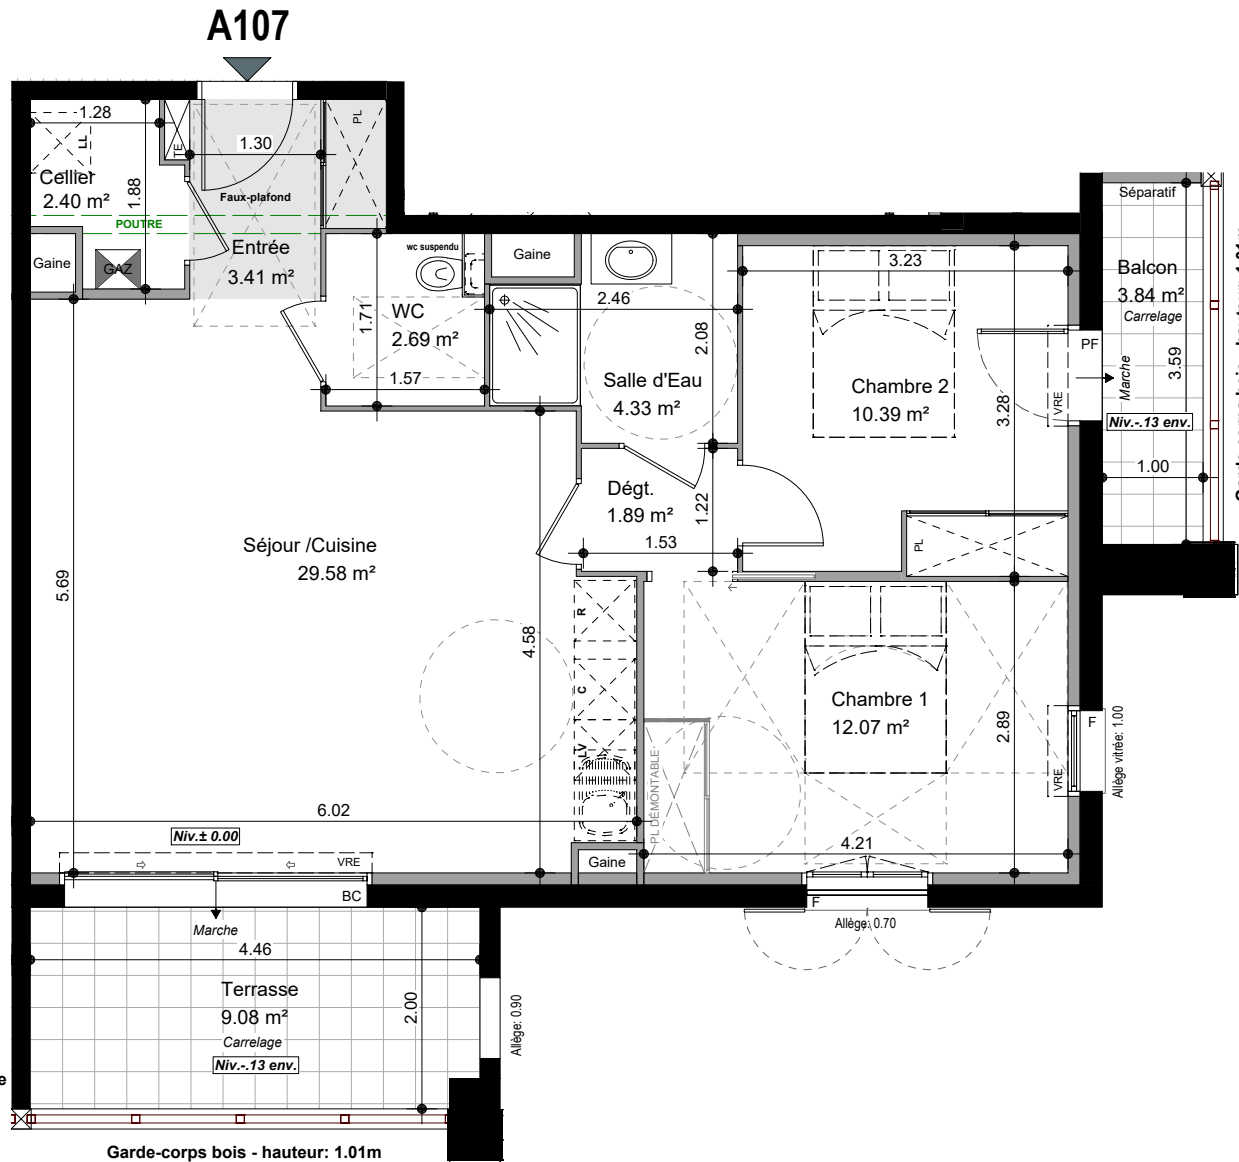 A107
1.28
LL
Cellier
2.40 m²
1.88
TE
1.30
PL
Faux-plafond
POUTRE
Entrée
3.41 m²
Gaine
GAZ
wc suspendu
WC
2.69 m²
1.71
1.57
Gaine
2.46
2.08
Salle d'Eau
4.33 m²
3.23
Chambre 2
10.39 m²
3.28
PF
VRE
Marche
Séparatif
Balcon
3.84 m²
Carrelage
3.59
Niv.-.13 env.
1.00
Dégt.
1.89 m²
1.22
1.53
PL
Séjour /Cuisine
29.58 m²
5.69
4.58
R
C
LV
Chambre 1
12.07 m²
2.89
F
VRE
Allège vitrée: 1.00
PL DÉMONTABLE
6.02
Niv.± 0.00
VRE
BC
Gaine
4.21
F
Allège: 0.70
Marche
4.46
Terrasse
9.08 m²
Carrelage
Niv.-.13 env.
2.00
Allège: 0.90
e
Garde-corps bois - hauteur: 1.01m